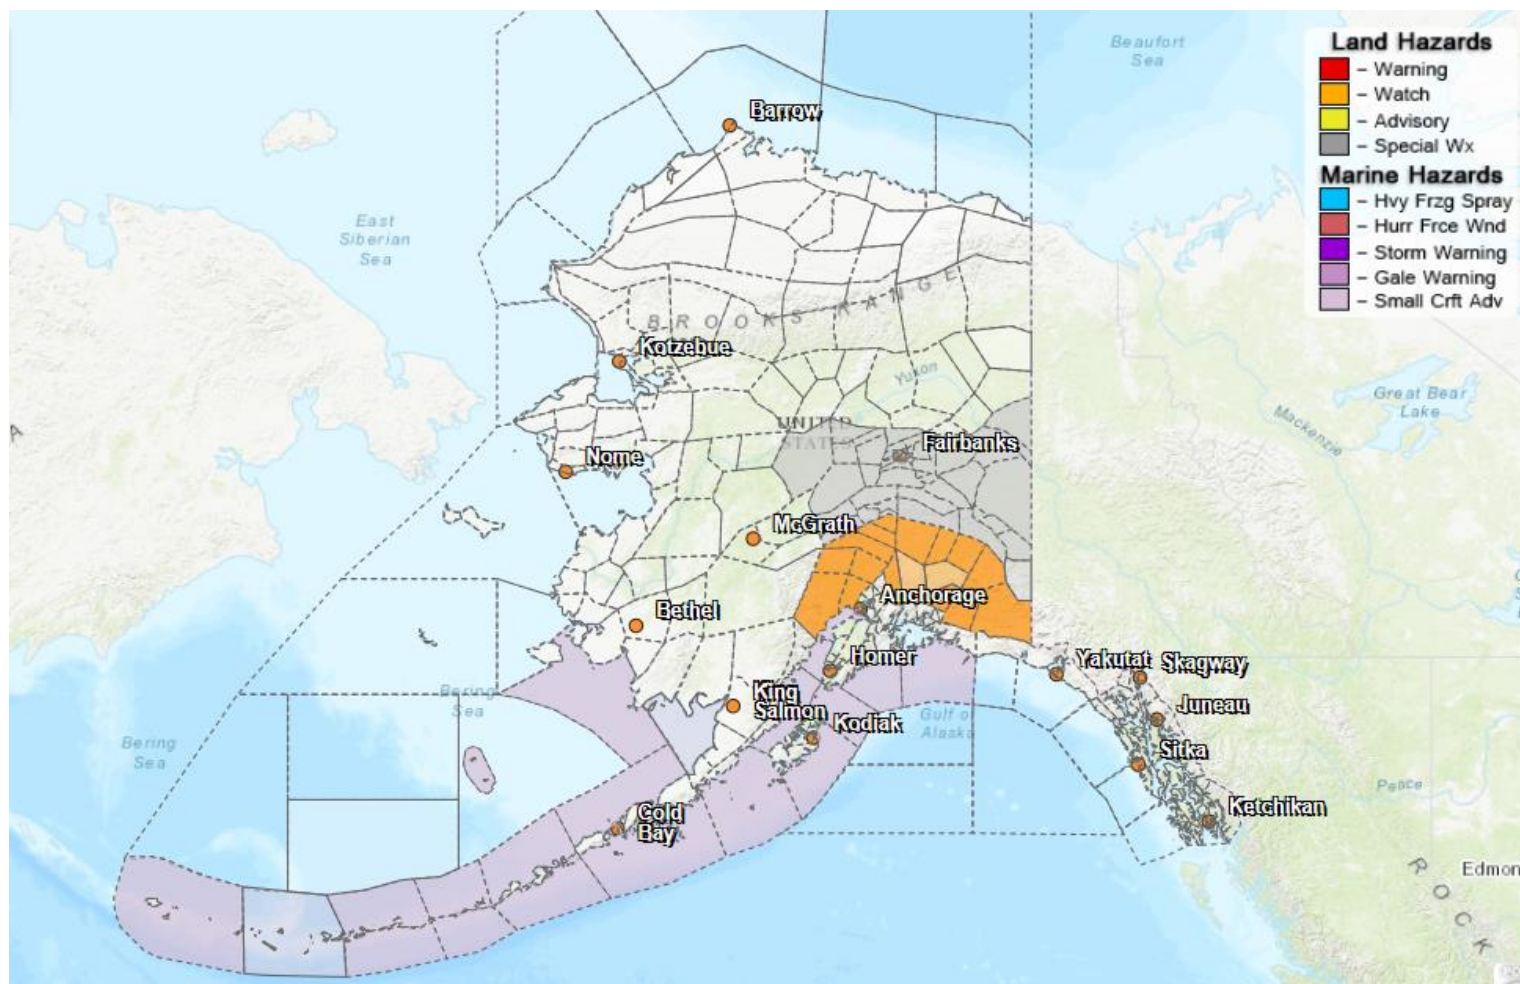 Land Hazards
– Warning
– Watch
– Advisory
– Special Wx
Marine Hazards
– Hvy Frzg Spray
– Hurr Frce Wnd
– Storm Warning
– Gale Warning
– Small Crft Adv
Beaufort
Sea
Barrow
East
Siberian
Sea
BROOKS RANGE
Kotzebue
Yukon
Great Bear
Lake
Mackenzie
UNITED
STATES
Fairbanks
Nome
McGrath
Anchorage
Bethel
Homer
Yakutat
Skagway
King
Salmon
Juneau
Kodiak
Bering
Sea
Gulf of
Alaska
Bering
Sea
Sitka
Peace
Cold
Bay
Ketchikan
Edmon
ROCK
A